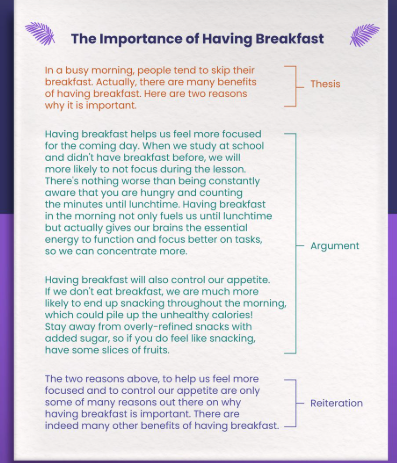 The Importance of Having Breakfast
In a busy morning, people tend to skip their
breakfast. Actually, there are many benefits
of having breakfast. Here are two reasons
why it is important.
Thesis
Having breakfast helps us feel more focused
for the coming day. When we study at school
and didn't have breakfast before, we will
more likely to not focus during the lesson.
There's nothing worse than being constantly
aware that you are hungry and counting
the minutes until lunchtime. Having breakfast
in the morning not only fuels us until lunchtime
but actually gives our brains the essential
energy to function and focus better on tasks,
so we can concentrate more.
Argument
Having breakfast will also control our appetite.
If we don't eat breakfast, we are much more
likely to end up snacking throughout the morning,
which could pile up the unhealthy calories!
Stay away from overly-refined snacks with
added sugar, so if you do feel like snacking,
have some slices of fruits.
The two reasons above, to help us feel more
focused and to control our appetite are only
some of many reasons out there on why
having breakfast is important. There are
indeed many other benefits of having breakfast.
Reiteration